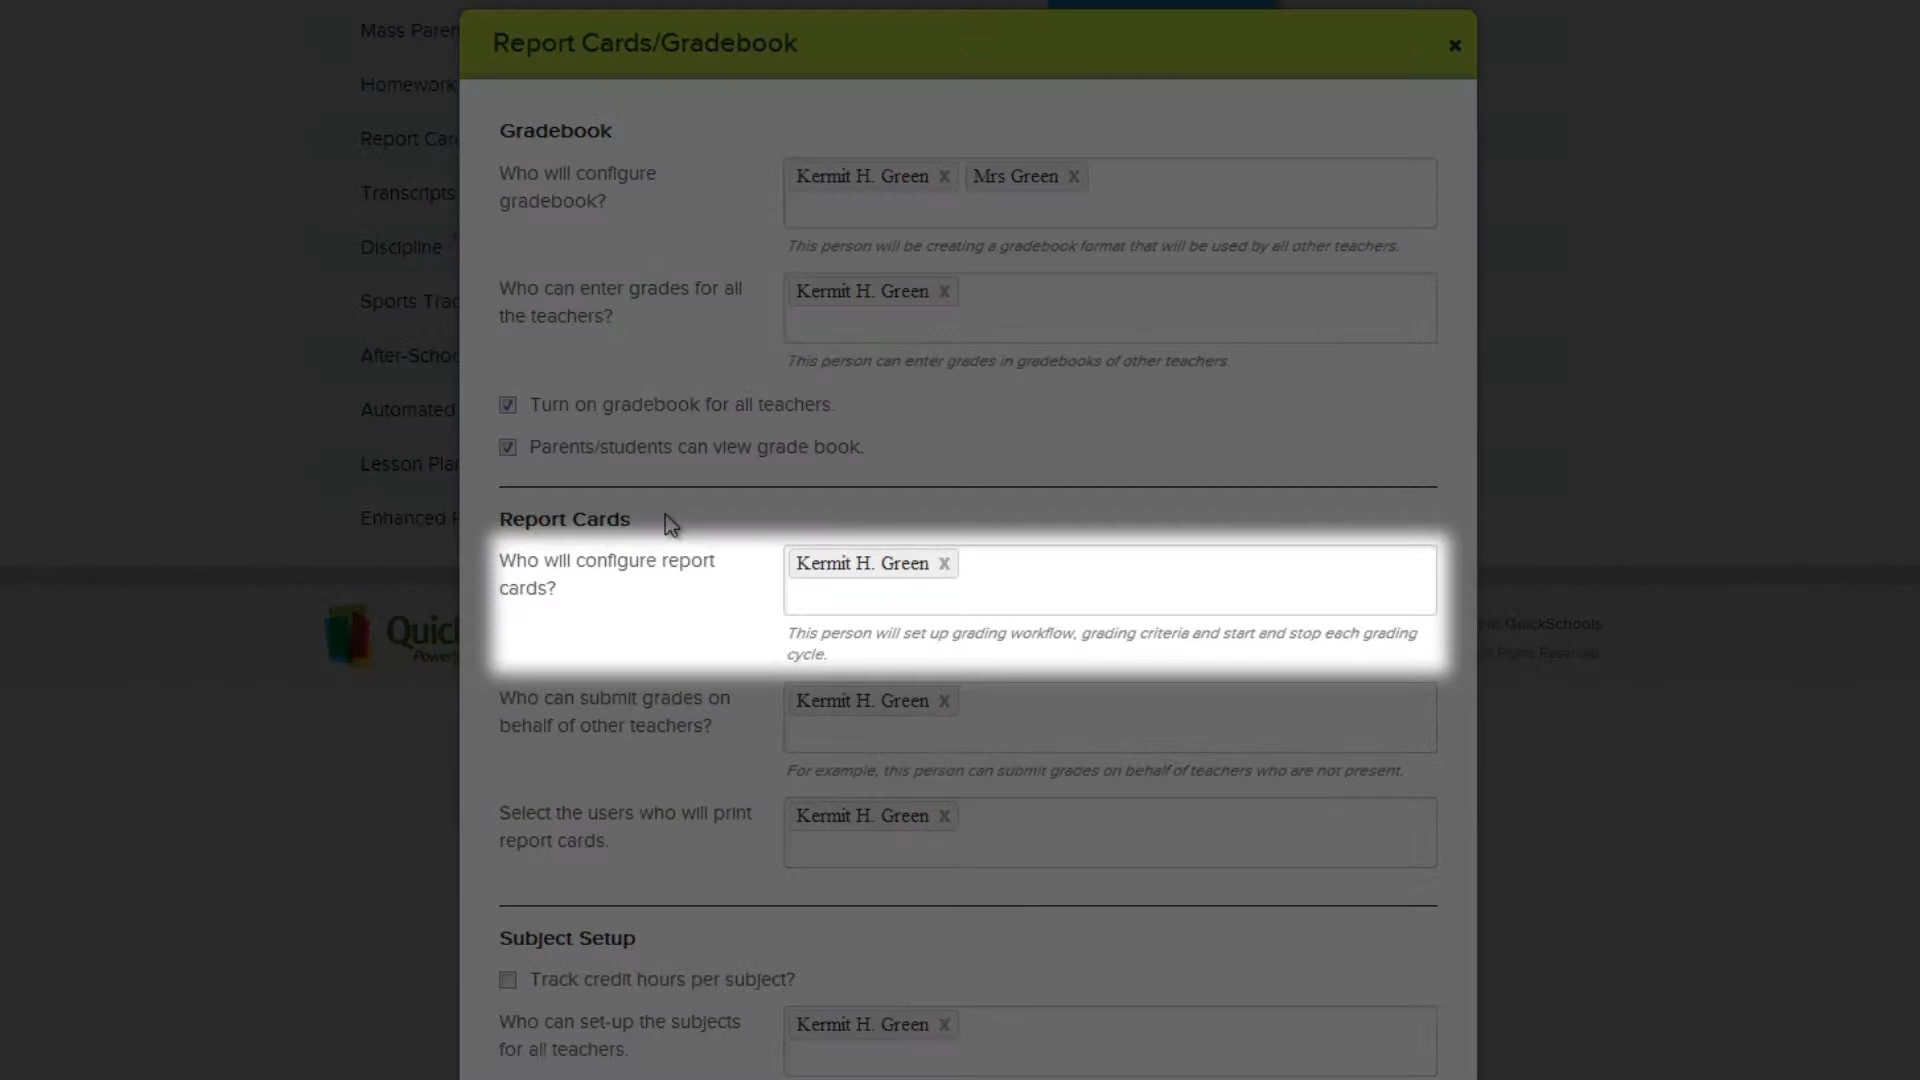 Mass Paren
Report Cards/Gradebook
Homework
Gradebook
Report Car
Who will configure
gradebook?
Kermit H. Green x Mrs Green x
Transcripts
This person will be creating a gradebook format that will be used by all other teachers.
Discipline
Who can enter grades for all
the teachers?
Kermit H. Green x
Sports Trac
This person can enter grades in gradebooks of other teachers.
After-Schoo
Turn on gradebook for all teachers.
Automated
Parents/students can view grade book.
Lesson Pla
Report Cards
Enhanced
Who will configure report
cards?
Kermit H. Green x
This person will set up grading workflow, grading criteria and start and stop each grading
cycle.
Quic
Power
QuickSchools
Rights Reserved
Who can submit grades on
behalf of other teachers?
Kermit H. Green x
For example, this person can submit grades on behalf of teachers who are not present.
Select the users who will print
report cards.
Kermit H. Green x
Subject Setup
Track credit hours per subject?
Who can set-up the subjects
for all teachers.
Kermit H. Green x